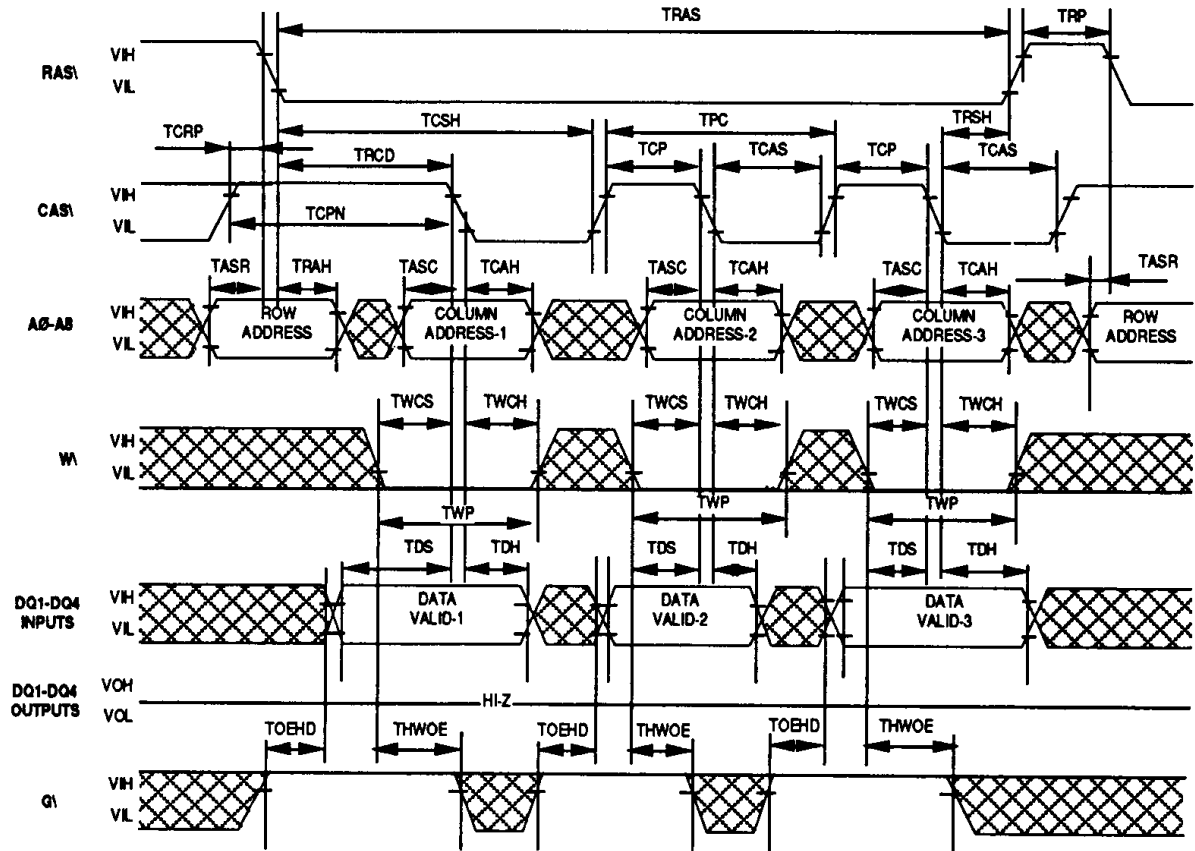 TRAS TRP
VIH
RAS\
VIL
TCSH TPC TRSH
TCRP
TRCD TCP TCAS TCP TCAS
VIH
CAS\
TCPN
VIL
TASR TRAH TASC TCAH TASC TCAH TASC TCAH TASR
VIH
AØ-A8
VIL
ROW ADDRESS
COLUMN ADDRESS-1
COLUMN ADDRESS-2
COLUMN ADDRESS-3
ROW ADDRESS
TWCS TWCH TWCS TWCH TWCS TWCH
VIH
W\
VIL
TWP TWP TWP
TDS TDH TDS TDH TDS TDH
VIH
DQ1-DQ4 INPUTS
VIL
DATA VALID-1
DATA VALID-2
DATA VALID-3
VOH
DQ1-DQ4 OUTPUTS
VOL
HI-Z
TOEHD THWOE TOEHD THWOE TOEHD THWOE
VIH
G\
VIL